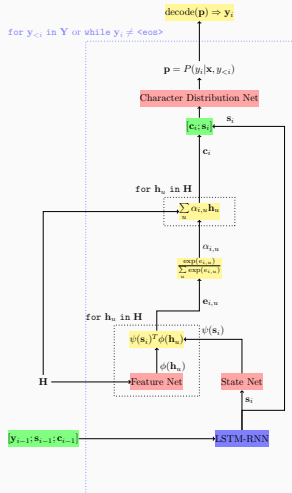 decode(p) ⇒ y_i
for y_{<i} in Y or while y_i ≠ <eos>
p = P(y_i|x, y_{<i})
Character Distribution Net
s_i
[c_i; s_i]
c_i
for h_u in H
∑_u α_{i,u} h_u
α_{i,u}
exp(e_{i,u}) / ∑_u exp(e_{i,u})
e_{i,u}
for h_u in H
ψ(s_i)
ψ(s_i)^T φ(h_u)
φ(h_u)
H
Feature Net
State Net
s_i
[y_{i−1}; s_{i−1}; c_{i−1}]
LSTM-RNN